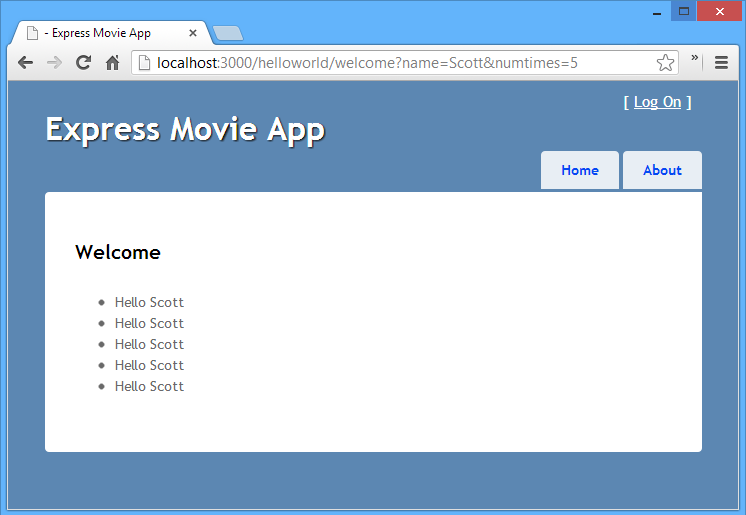 - Express Movie App
localhost:3000/helloworld/welcome?name=Scott&numtimes=5
[ Log On ]
Express Movie App
Home About
Welcome
• Hello Scott
• Hello Scott
• Hello Scott
• Hello Scott
• Hello Scott